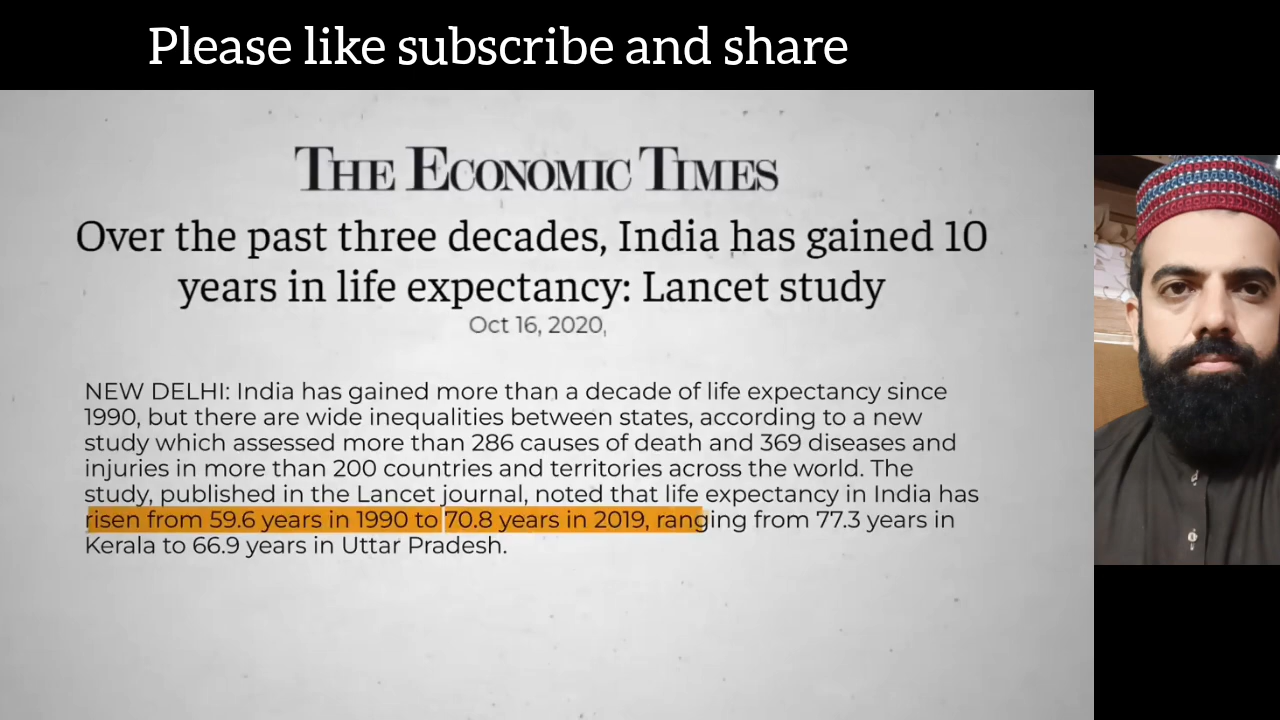 Please like subscribe and share
THE ECONOMIC TIMES
Over the past three decades, India has gained 10
years in life expectancy: Lancet study
Oct 16, 2020,
NEW DELHI: India has gained more than a decade of life expectancy since
1990, but there are wide inequalities between states, according to a new
study which assessed more than 286 causes of death and 369 diseases and
injuries in more than 200 countries and territories across the world. The
study, published in the Lancet journal, noted that life expectancy in India has
risen from 59.6 years in 1990 to 70.8 years in 2019, ranging from 77.3 years in
Kerala to 66.9 years in Uttar Pradesh.